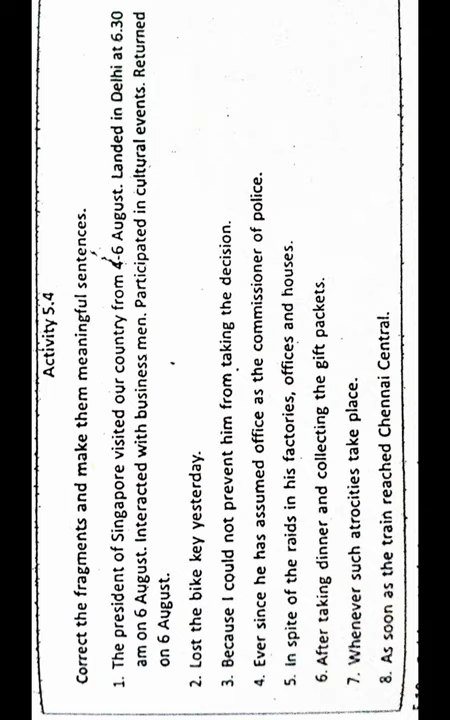 Activity 5.4
Correct the fragments and make them meaningful sentences.
1. The president of Singapore visited our country from 4-6 August. Landed in Delhi at 6.30
am on 6 August. Interacted with business men. Participated in cultural events. Returned
on 6 August.
2. Lost the bike key yesterday.
3. Because I could not prevent him from taking the decision.
4. Ever since he has assumed office as the commissioner of police.
5. In spite of the raids in his factories, offices and houses.
6. After taking dinner and collecting the gift packets.
7. Whenever such atrocities take place.
8. As soon as the train reached Chennai Central.